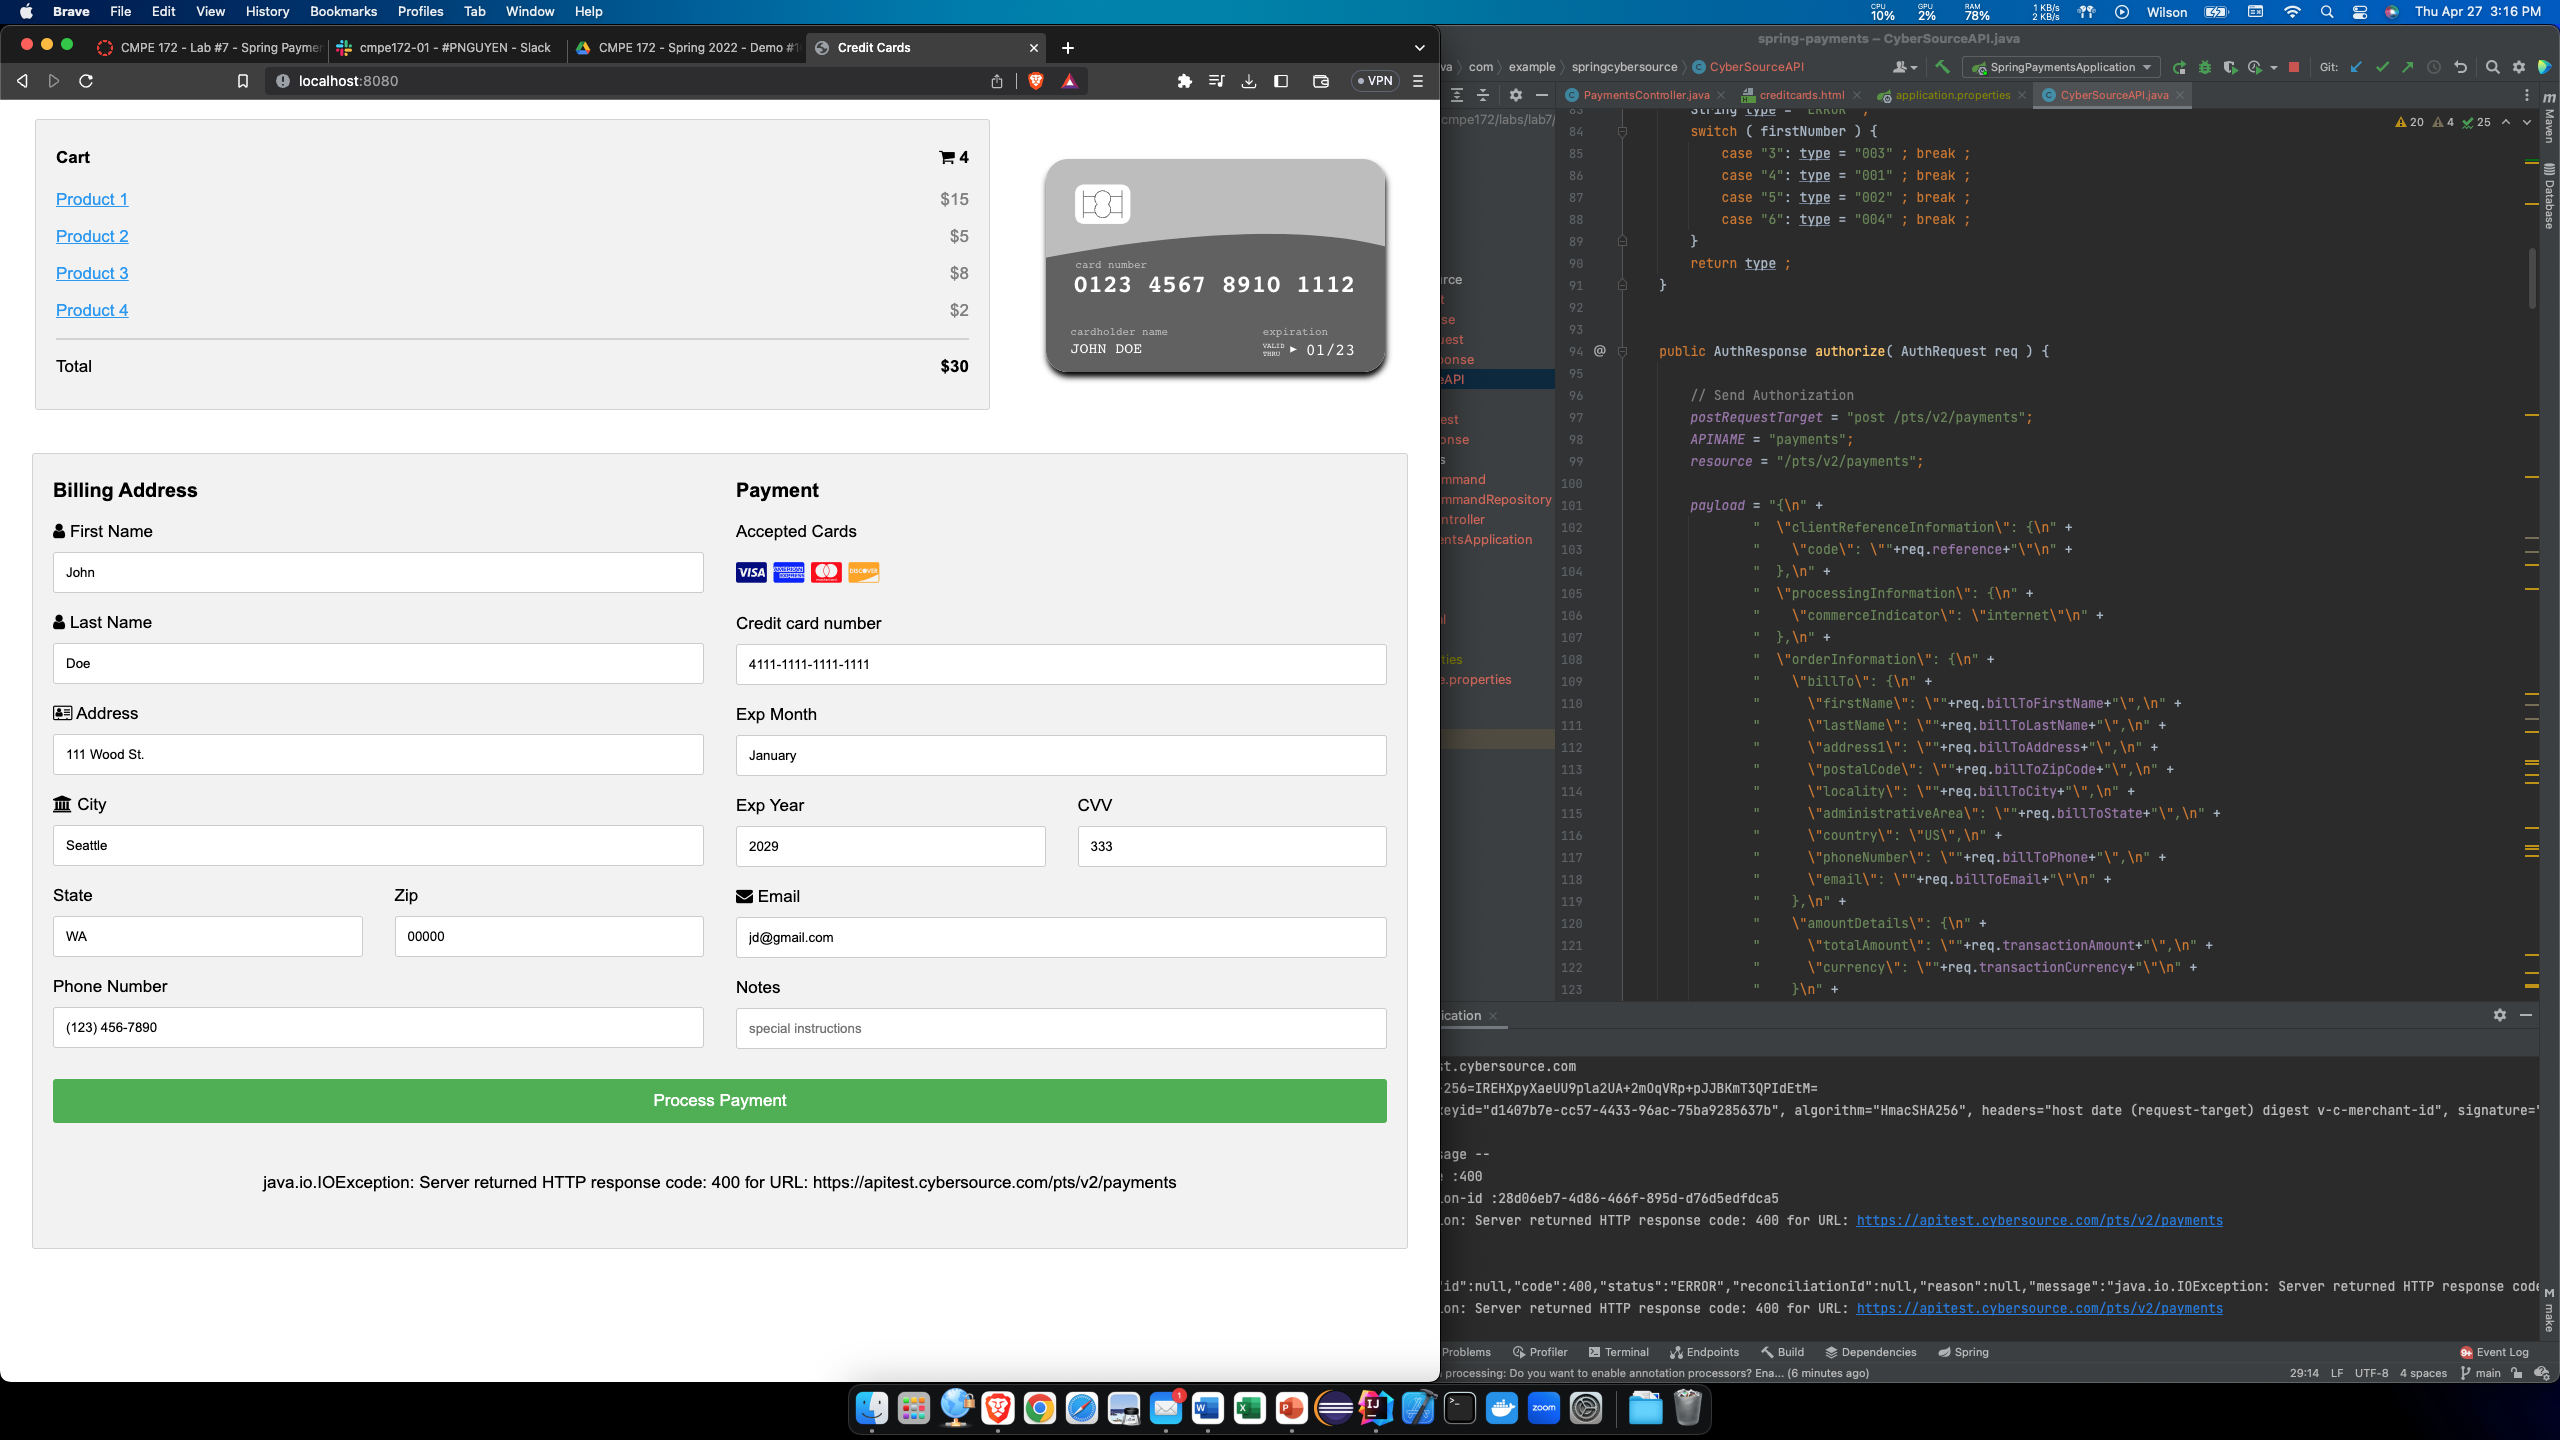 Brave File Edit View History Bookmarks Profiles Tab Window Help
CPU 10% GPU 2% RAM 78% 1 KB/s 2 KB/s Wilson Thu Apr 27 3:16 PM
CMPE 172 - Lab #7 - Spring Paymer
cmpe172-01 - #PNGUYEN - Slack
CMPE 172 - Spring 2022 - Demo #1
Credit Cards
localhost:8080
VPN
Cart 4
Product 1 $15
Product 2 $5
Product 3 $8
Product 4 $2
Total $30
card number
0123 4567 8910 1112
cardholder name expiration
JOHN DOE VALID THRU 01/23
Billing Address
First Name
John
Last Name
Doe
Address
111 Wood St.
City
Seattle
State Zip
WA 00000
Phone Number
(123) 456-7890
Payment
Accepted Cards
VISA AMERICAN EXPRESS mastercard DISCOVER
Credit card number
4111-1111-1111-1111
Exp Month
January
Exp Year CVV
2029 333
Email
jd@gmail.com
Notes
special instructions
Process Payment
java.io.IOException: Server returned HTTP response code: 400 for URL: https://apitest.cybersource.com/pts/v2/payments
spring-payments – CyberSourceAPI.java
va com example springcybersource CyberSourceAPI
SpringPaymentsApplication Git:
PaymentsController.java creditcards.html application.properties CyberSourceAPI.java
cmpe172/labs/lab7/
20 4 25
rce
t
se
uest
onse
eAPI
est
onse
s
mmand
mmandRepository
ntroller
entsApplication
l
ties
e.properties
83 String type = "ERROR" ;
84 switch ( firstNumber ) {
85 case "3": type = "003" ; break ;
86 case "4": type = "001" ; break ;
87 case "5": type = "002" ; break ;
88 case "6": type = "004" ; break ;
89 }
90 return type ;
91 }
92
93
94 @ public AuthResponse authorize( AuthRequest req ) {
95
96 // Send Authorization
97 postRequestTarget = "post /pts/v2/payments";
98 APINAME = "payments";
99 resource = "/pts/v2/payments";
100
101 payload = "{\n" +
102 " \"clientReferenceInformation\": {\n" +
103 " \"code\": \""+req.reference+"\"\n" +
104 " },\n" +
105 " \"processingInformation\": {\n" +
106 " \"commerceIndicator\": \"internet\"\n" +
107 " },\n" +
108 " \"orderInformation\": {\n" +
109 " \"billTo\": {\n" +
110 " \"firstName\": \""+req.billToFirstName+"\",\n" +
111 " \"lastName\": \""+req.billToLastName+"\",\n" +
112 " \"address1\": \""+req.billToAddress+"\",\n" +
113 " \"postalCode\": \""+req.billToZipCode+"\",\n" +
114 " \"locality\": \""+req.billToCity+"\",\n" +
115 " \"administrativeArea\": \""+req.billToState+"\",\n" +
116 " \"country\": \"US\",\n" +
117 " \"phoneNumber\": \""+req.billToPhone+"\",\n" +
118 " \"email\": \""+req.billToEmail+"\"\n" +
119 " },\n" +
120 " \"amountDetails\": {\n" +
121 " \"totalAmount\": \""+req.transactionAmount+"\",\n" +
122 " \"currency\": \""+req.transactionCurrency+"\"\n" +
123 " }\n" +
Maven
Database
make
ication
t.cybersource.com
256=IREHXpyXaeUU9pla2UA+2mOqVRp+pJJBKmT3QPIdEtM=
keyid="d1407b7e-cc57-4433-96ac-75ba9285637b", algorithm="HmacSHA256", headers="host date (request-target) digest v-c-merchant-id", signature="
sage --
:400
on-id :28d06eb7-4d86-466f-895d-d76d5edfdca5
on: Server returned HTTP response code: 400 for URL: https://apitest.cybersource.com/pts/v2/payments
id":null,"code":400,"status":"ERROR","reconciliationId":null,"reason":null,"message":"java.io.IOException: Server returned HTTP response code
on: Server returned HTTP response code: 400 for URL: https://apitest.cybersource.com/pts/v2/payments
Problems Profiler Terminal Endpoints Build Dependencies Spring 9+ Event Log
processing: Do you want to enable annotation processors? Ena... (6 minutes ago) 29:14 LF UTF-8 4 spaces main
zoom